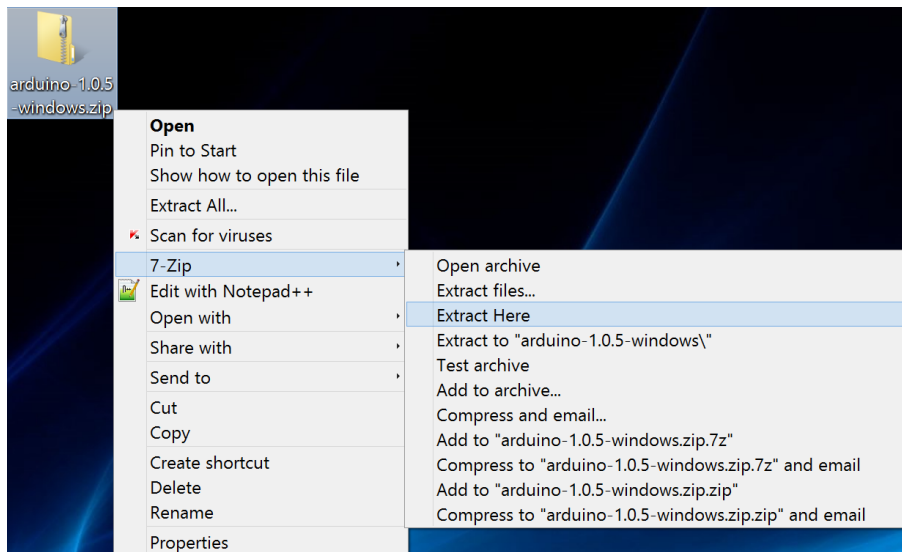 arduino-1.0.5
-windows.zip
Open
Pin to Start
Show how to open this file
Extract All...
Scan for viruses
7-Zip
Edit with Notepad++
Open with
Share with
Send to
Cut
Copy
Create shortcut
Delete
Rename
Properties
Open archive
Extract files...
Extract Here
Extract to "arduino-1.0.5-windows\"
Test archive
Add to archive...
Compress and email...
Add to "arduino-1.0.5-windows.zip.7z"
Compress to "arduino-1.0.5-windows.zip.7z" and email
Add to "arduino-1.0.5-windows.zip.zip"
Compress to "arduino-1.0.5-windows.zip.zip" and email